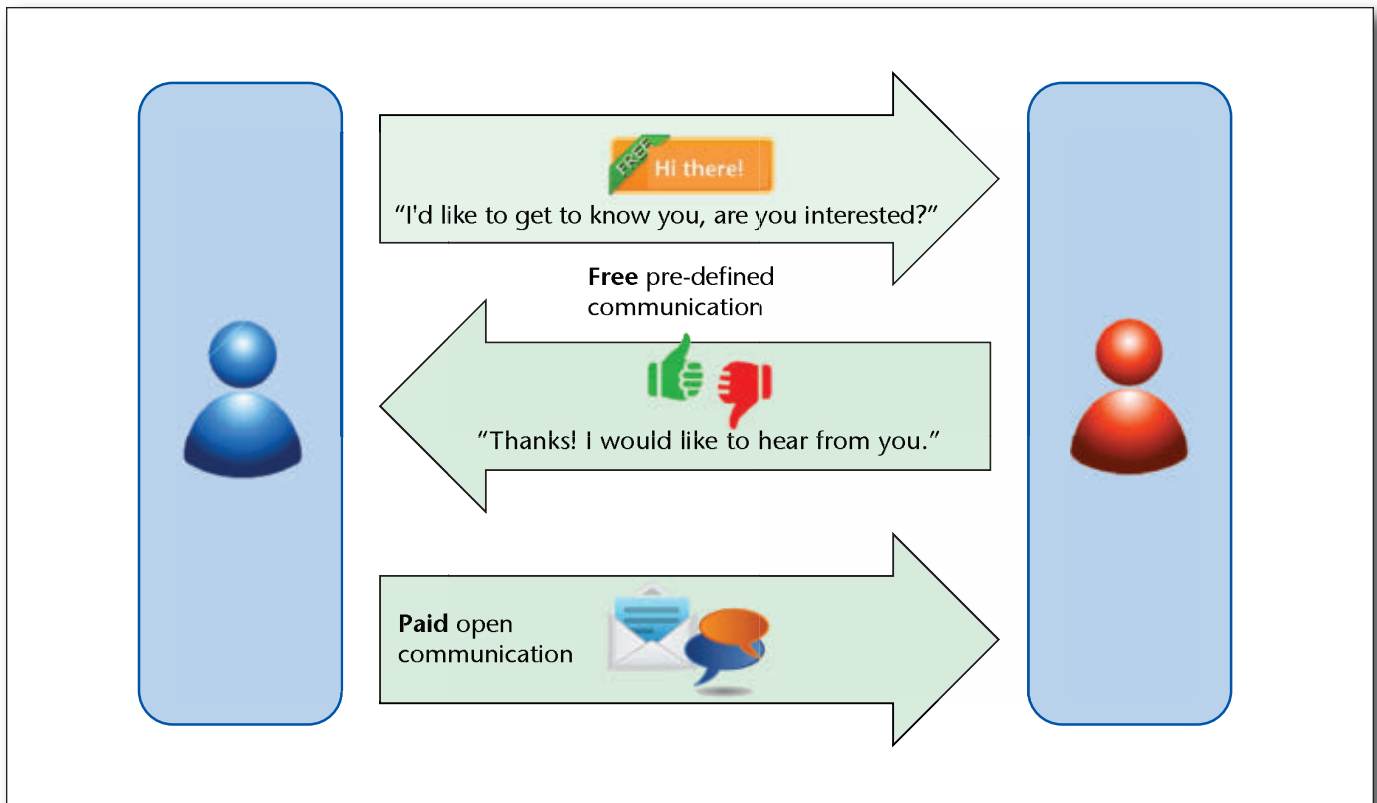 FREE
Hi there!
“I'd like to get to know you, are you interested?”
Free pre-defined
communication
“Thanks! I would like to hear from you.”
Paid open
communication